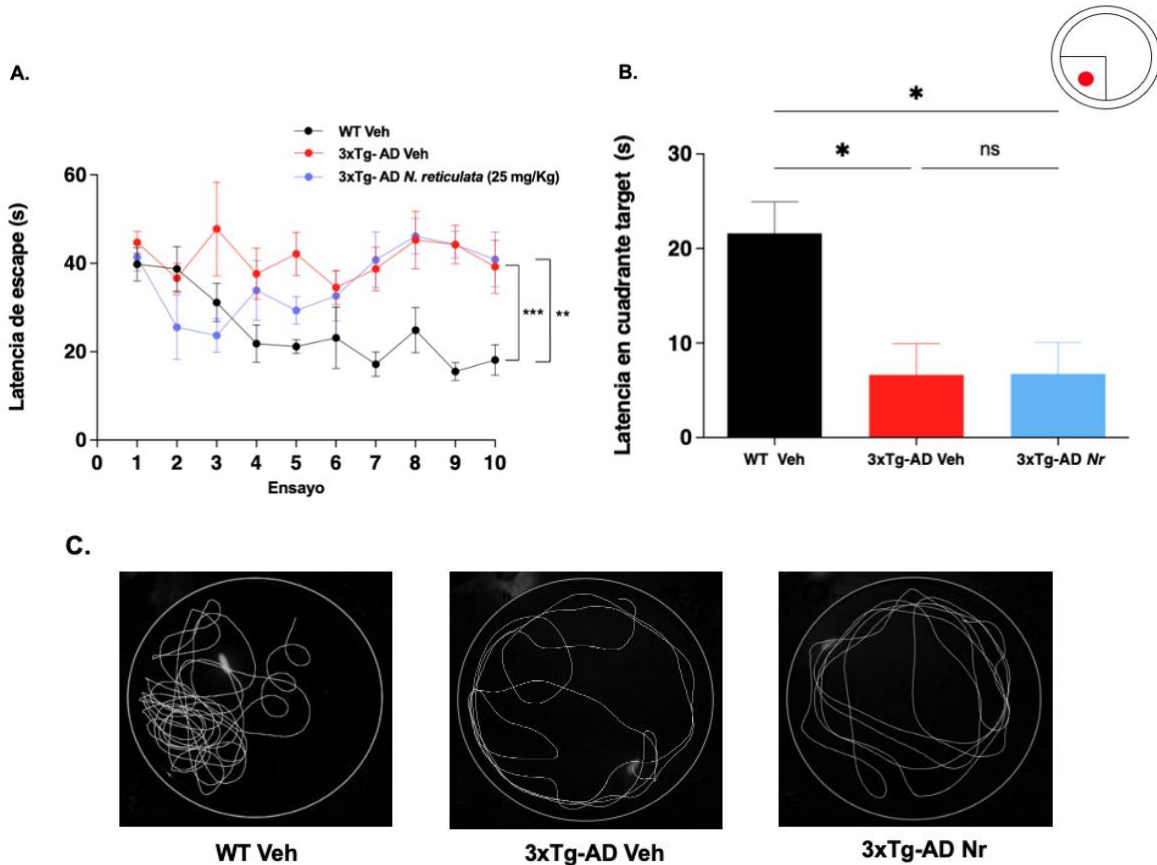 A.
WT Veh
3xTg- AD Veh
3xTg- AD N. reticulata (25 mg/Kg)
Latencia de escape (s)
60
40
20
0
0 1 2 3 4 5 6 7 8 9 10
Ensayo
***
**
B.
Latencia en cuadrante target (s)
*
*
ns
30
20
10
0
WT Veh
3xTg-AD Veh
3xTg-AD Nr
C.
WT Veh
3xTg-AD Veh
3xTg-AD Nr